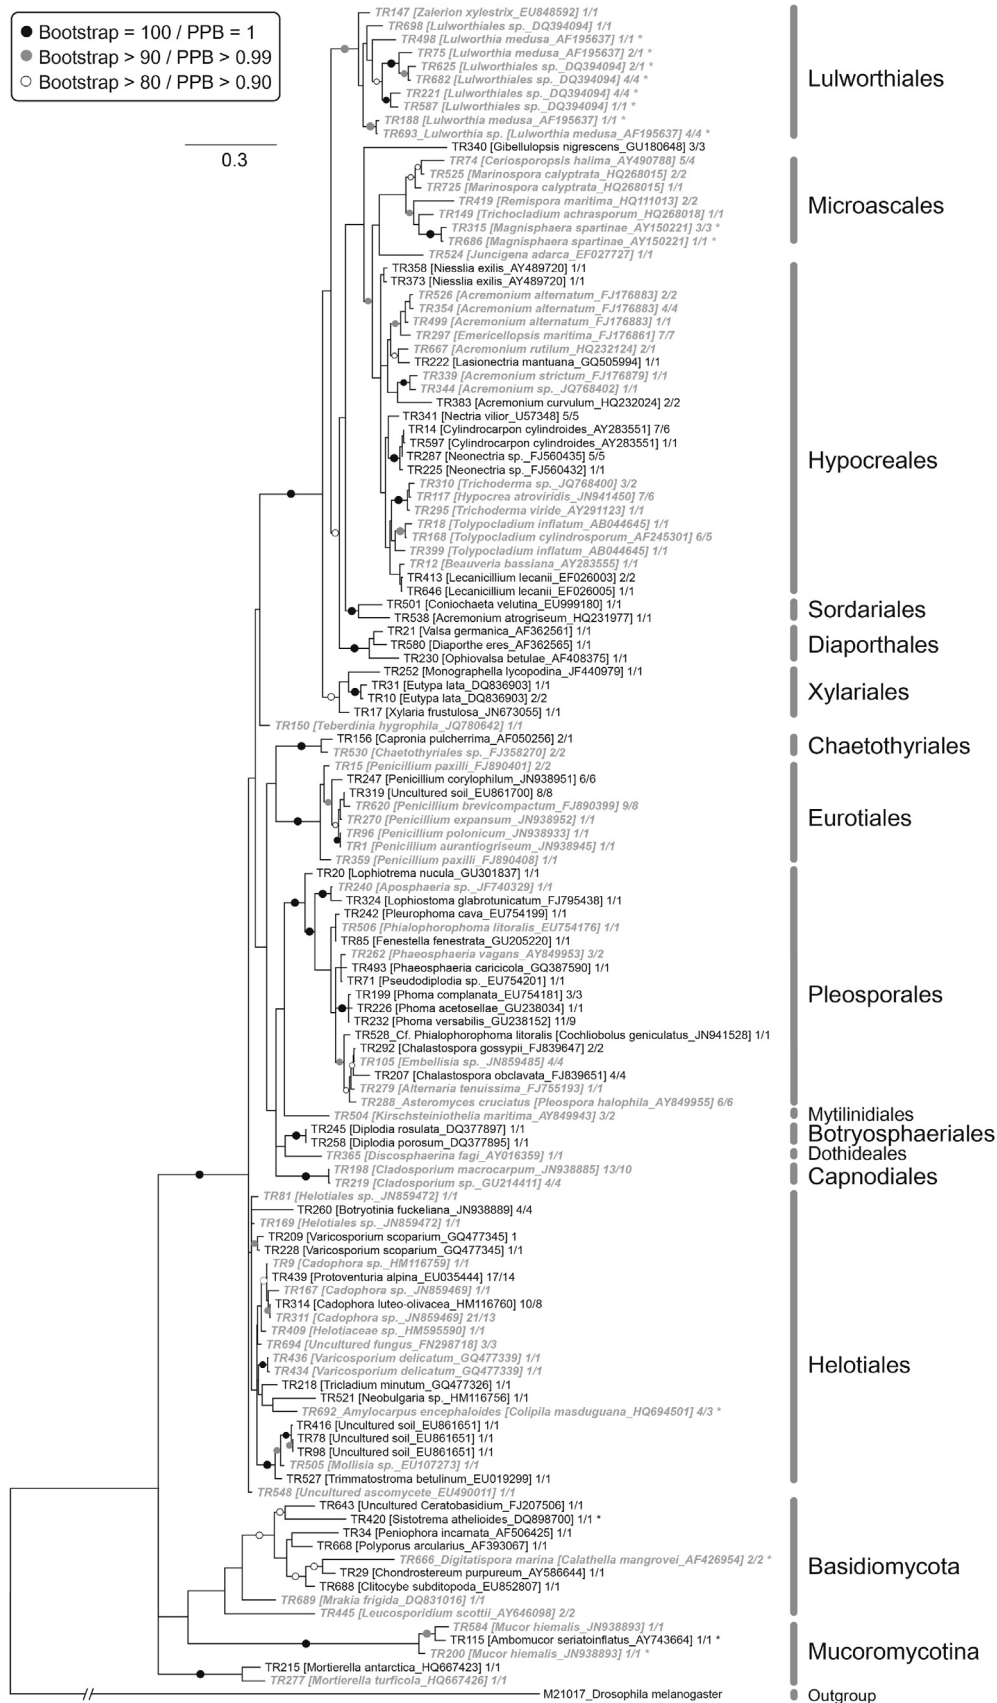 Bootstrap = 100 / PPB = 1
Bootstrap > 90 / PPB > 0.99
Bootstrap > 80 / PPB > 0.90
0.3
TR147 [Zalerion xylestrix_EU848592] 1/1
TR698 [Lulworthiales sp._DQ394094] 1/1
TR498 [Lulworthia medusa_AF195637] 1/1 *
TR75 [Lulworthia medusa_AF195637] 2/1 *
TR625 [Lulworthiales sp._DQ394094] 2/1 *
TR682 [Lulworthiales sp._DQ394094] 4/4 *
Lulworthiales
TR221 [Lulworthiales sp._DQ394094] 4/4 *
TR587 [Lulworthiales sp._DQ394094] 1/1 *
TR188 [Lulworthia medusa_AF195637] 1/1 *
TR693_Lulworthia sp. [Lulworthia medusa_AF195637] 4/4 *
TR340 [Gibellulopsis nigrescens_GU180648] 3/3
TR74 [Ceriosporopsis halima_AY490788] 5/4
TR525 [Marinospora calyptrata_HQ268015] 2/2
TR725 [Marinospora calyptrata_HQ268015] 1/1
TR419 [Remispora maritima_HQ111013] 2/2
Microascales
TR149 [Trichocladium achrasporum_HQ268018] 1/1
TR315 [Magnisphaera spartinae_AY150221] 3/3 *
TR686 [Magnisphaera spartinae_AY150221] 1/1 *
TR524 [Juncigena adarca_EF027727] 1/1
TR358 [Niesslia exilis_AY489720] 1/1
TR373 [Niesslia exilis_AY489720] 1/1
TR526 [Acremonium alternatum_FJ176883] 2/2
TR354 [Acremonium alternatum_FJ176883] 4/4
TR499 [Acremonium alternatum_FJ176883] 1/1
TR297 [Emericellopsis maritima_FJ176861] 7/7
TR667 [Acremonium rutilum_HQ232124] 2/1
TR222 [Lasionectria mantuana_GQ505994] 1/1
TR339 [Acremonium strictum_FJ176879] 1/1
TR344 [Acremonium sp._JQ768402] 1/1
TR383 [Acremonium curvulum_HQ232024] 2/2
TR341 [Nectria vilior_U57348] 5/5
TR14 [Cylindrocarpon cylindroides_AY283551] 7/6
TR597 [Cylindrocarpon cylindroides_AY283551] 1/1
TR287 [Neonectria sp._FJ560435] 5/5
Hypocreales
TR225 [Neonectria sp._FJ560432] 1/1
TR310 [Trichoderma sp._JQ768400] 3/2
TR117 [Hypocrea atroviridis_JN941450] 7/6
TR295 [Trichoderma viride_AY291123] 1/1
TR18 [Tolypocladium inflatum_AB044645] 1/1
TR168 [Tolypocladium cylindrosporum_AF245301] 6/5
TR399 [Tolypocladium inflatum_AB044645] 1/1
TR12 [Beauveria bassiana_AY283555] 1/1
TR413 [Lecanicillium lecanii_EF026003] 2/2
TR646 [Lecanicillium lecanii_EF026005] 1/1
TR501 [Coniochaeta velutina_EU999180] 1/1
Sordariales
TR538 [Acremonium atrogriseum_HQ231977] 1/1
TR21 [Valsa germanica_AF362561] 1/1
TR580 [Diaporthe eres_AF362565] 1/1
Diaporthales
TR230 [Ophiovalsa betulae_AF408375] 1/1
TR252 [Monographella lycopodina_JF440979] 1/1
TR31 [Eutypa lata_DQ836903] 1/1
Xylariales
TR10 [Eutypa lata_DQ836903] 2/2
TR17 [Xylaria frustulosa_JN673055] 1/1
TR150 [Teberdinia hygrophila_JQ780642] 1/1
TR156 [Capronia pulcherrima_AF050256] 2/1
Chaetothyriales
TR530 [Chaetothyriales sp._FJ358270] 2/2
TR15 [Penicillium paxilli_FJ890401] 2/2
TR247 [Penicillium corylophilum_JN938951] 6/6
TR319 [Uncultured soil_EU861700] 8/8
TR620 [Penicillium brevicompactum_FJ890399] 9/8
TR270 [Penicillium expansum_JN938952] 1/1
Eurotiales
TR96 [Penicillium polonicum_JN938933] 1/1
TR1 [Penicillium aurantiogriseum_JN938945] 1/1
TR359 [Penicillium paxilli_FJ890408] 1/1
TR20 [Lophiotrema nucula_GU301837] 1/1
TR240 [Aposphaeria sp._JF740329] 1/1
TR324 [Lophiostoma glabrotunicatum_FJ795438] 1/1
TR242 [Pleurophoma cava_EU754199] 1/1
TR506 [Phialophorophoma litoralis_EU754176] 1/1
TR85 [Fenestella fenestrata_GU205220] 1/1
TR262 [Phaeosphaeria vagans_AY849953] 3/2
TR493 [Phaeosphaeria caricicola_GQ387590] 1/1
TR71 [Pseudodiplodia sp._EU754201] 1/1
TR199 [Phoma complanata_EU754181] 3/3
Pleosporales
TR226 [Phoma acetosellae_GU238034] 1/1
TR232 [Phoma versabilis_GU238152] 11/9
TR528_Cf. Phialophorophoma litoralis [Cochliobolus geniculatus_JN941528] 1/1
TR292 [Chalastospora gossypii_FJ839647] 2/2
TR105 [Embellisia sp._JN859485] 4/4
TR207 [Chalastospora obclavata_FJ839651] 4/4
TR279 [Alternaria tenuissima_FJ755193] 1/1
TR288_Asteromyces cruciatus [Pleospora halophila_AY849955] 6/6
TR504 [Kirschsteiniothelia maritima_AY849943] 3/2
Mytilinidiales
TR245 [Diplodia rosulata_DQ377897] 1/1
Botryosphaeriales
TR258 [Diplodia porosum_DQ377895] 1/1
TR365 [Discosphaerina fagi_AY016359] 1/1
Dothideales
TR198 [Cladosporium macrocarpum_JN938885] 13/10
Capnodiales
TR219 [Cladosporium sp._GU214411] 4/4
TR81 [Helotiales sp._JN859472] 1/1
TR260 [Botryotinia fuckeliana_JN938889] 4/4
TR169 [Helotiales sp._JN859472] 1/1
TR209 [Varicosporium scoparium_GQ477345] 1
TR228 [Varicosporium scoparium_GQ477345] 1/1
TR9 [Cadophora sp._HM116759] 1/1
TR439 [Protoventuria alpina_EU035444] 17/14
TR167 [Cadophora sp._JN859469] 1/1
TR314 [Cadophora luteo-olivacea_HM116760] 10/8
TR311 [Cadophora sp._JN859469] 21/13
TR409 [Helotiaceae sp._HM595590] 1/1
TR694 [Uncultured fungus_FN298718] 3/3
TR436 [Varicosporium delicatum_GQ477339] 1/1
Helotiales
TR434 [Varicosporium delicatum_GQ477339] 1/1
TR218 [Tricladium minutum_GQ477326] 1/1
TR521 [Neobulgaria sp._HM116756] 1/1
TR692_Amylocarpus encephaloides [Colipila masduguana_HQ694501] 4/3 *
TR416 [Uncultured soil_EU861651] 1/1
TR78 [Uncultured soil_EU861651] 1/1
TR98 [Uncultured soil_EU861651] 1/1
TR505 [Mollisia sp._EU107273] 1/1
TR527 [Trimmatostroma betulinum_EU019299] 1/1
TR548 [Uncultured ascomycete_EU490011] 1/1
TR643 [Uncultured Ceratobasidium_FJ207506] 1/1
TR420 [Sistotrema athelioides_DQ898700] 1/1 *
TR34 [Peniophora incarnata_AF506425] 1/1
TR668 [Polyporus arcularius_AF393067] 1/1
TR666_Digitatispora marina [Calathella mangrovei_AF426954] 2/2 *
Basidiomycota
TR29 [Chondrostereum purpureum_AY586644] 1/1
TR688 [Clitocybe subditopoda_EU852807] 1/1
TR689 [Mrakia frigida_DQ831016] 1/1
TR445 [Leucosporidium scottii_AY646098] 2/2
TR584 [Mucor hiemalis_JN938893] 1/1
TR115 [Ambomucor seriatoinflatus_AY743664] 1/1 *
Mucoromycotina
TR200 [Mucor hiemalis_JN938893] 1/1 *
TR215 [Mortierella antarctica_HQ667423] 1/1
TR277 [Mortierella turficola_HQ667426] 1/1
M21017_Drosophila melanogaster
Outgroup